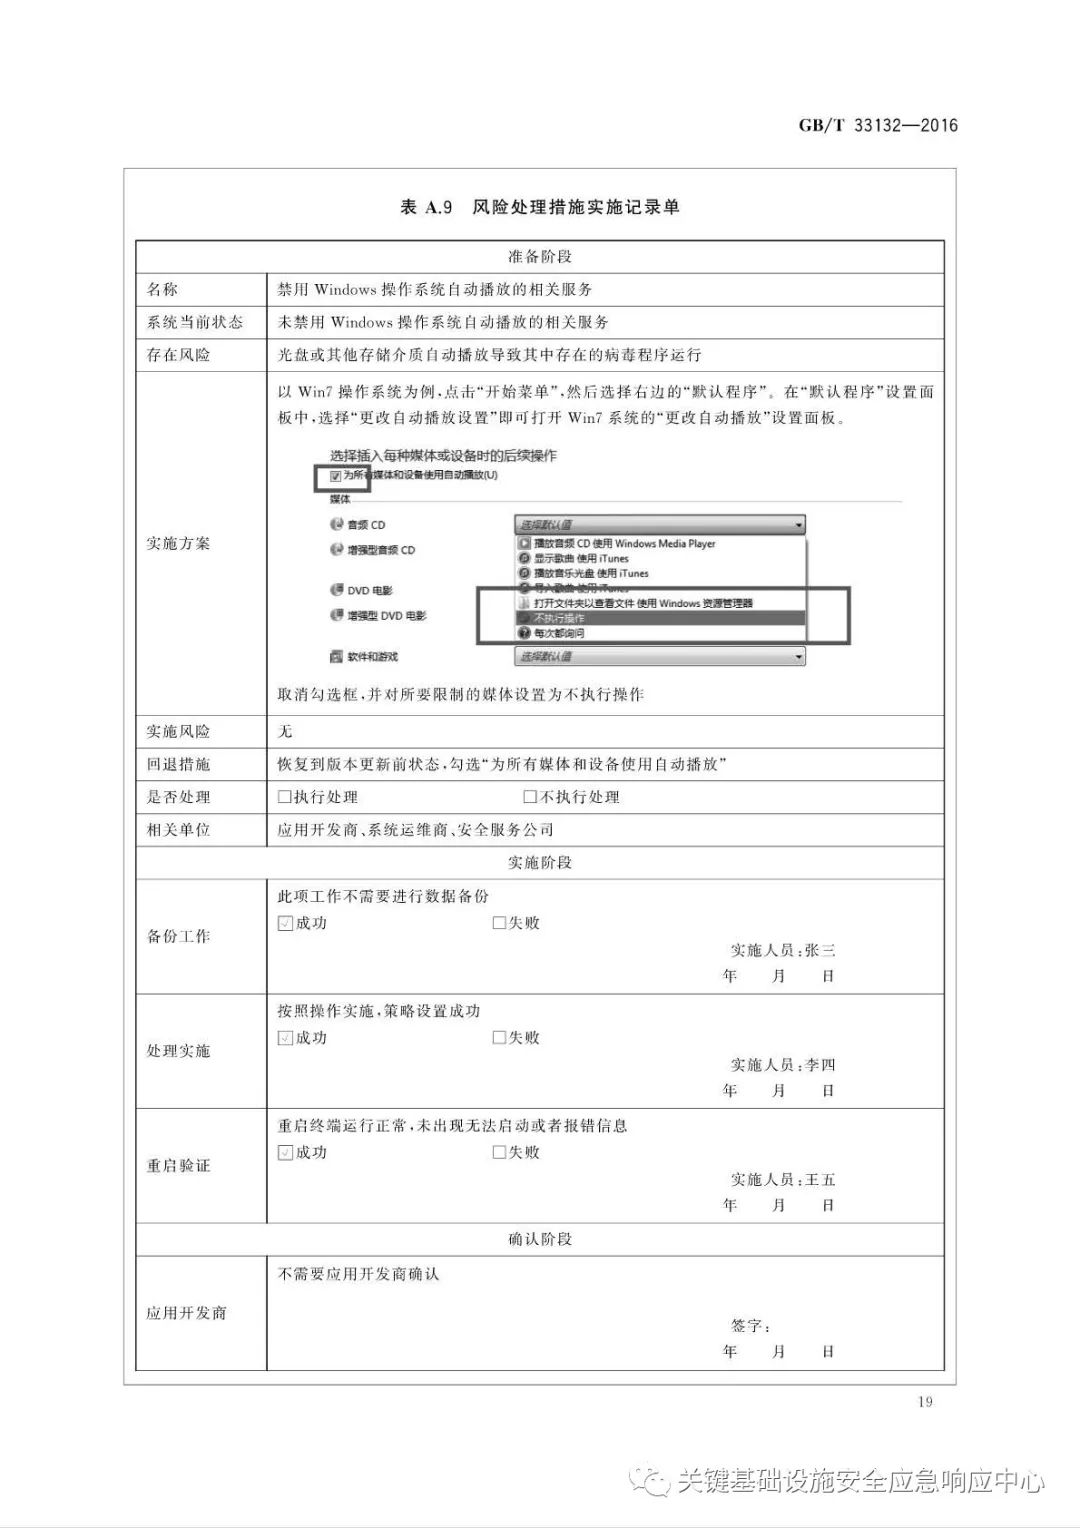 GB/T 33132—2016
表 A.9 风险处理措施实施记录单
准备阶段
名称 禁用 Windows 操作系统自动播放的相关服务
系统当前状态 未禁用 Windows 操作系统自动播放的相关服务
存在风险 光盘或其他存储介质自动播放导致其中存在的病毒程序运行
实施方案
以 Win7 操作系统为例,点击“开始菜单”,然后选择右边的“默认程序”。在“默认程序”设置面
板中,选择“更改自动播放设置”即可打开 Win7 系统的“更改自动播放”设置面板。
选择插入每种媒体或设备时的后续操作
☑为所有媒体和设备使用自动播放(U)
媒体
音频 CD 选择默认值
播放音频 CD 使用 Windows Media Player
增强型音频 CD
显示歌曲 使用 iTunes
播放音乐光盘 使用 iTunes
导入歌曲 使用 iTunes
DVD 电影
打开文件夹以查看文件 使用 Windows 资源管理器
增强型 DVD 电影 不执行操作
每次都询问
软件和游戏 选择默认值
取消勾选框,并对所要限制的媒体设置为不执行操作
实施风险 无
回退措施 恢复到版本更新前状态,勾选“为所有媒体和设备使用自动播放”
是否处理 □执行处理 □不执行处理
相关单位 应用开发商、系统运维商、安全服务公司
实施阶段
备份工作
此项工作不需要进行数据备份
☑成功 □失败
实施人员:张三
年 月 日
处理实施
按照操作实施,策略设置成功
☑成功 □失败
实施人员:李四
年 月 日
重启验证
重启终端运行正常,未出现无法启动或者报错信息
☑成功 □失败
实施人员:王五
年 月 日
确认阶段
应用开发商
不需要应用开发商确认
签字:
年 月 日
19
关键基础设施安全应急响应中心